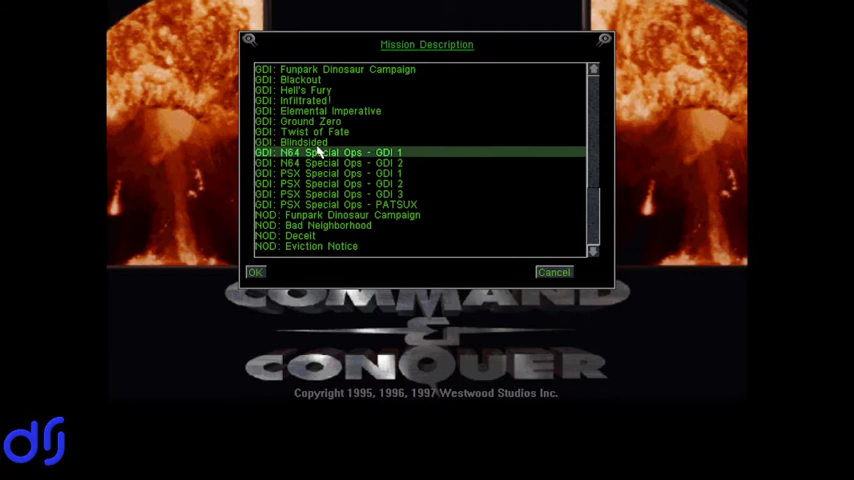 Mission Description
GDI: Funpark Dinosaur Campaign
GDI: Blackout
GDI: Hell's Fury
GDI: Infiltrated!
GDI: Elemental Imperative
GDI: Ground Zero
GDI: Twist of Fate
GDI: Blindsided
GDI: N64 Special Ops - GDI 1
GDI: N64 Special Ops - GDI 2
GDI: PSX Special Ops - GDI 1
GDI: PSX Special Ops - GDI 2
GDI: PSX Special Ops - GDI 3
GDI: PSX Special Ops - PATSUX
NOD: Funpark Dinosaur Campaign
NOD: Bad Neighborhood
NOD: Deceit
NOD: Eviction Notice
OK
Cancel
COMMAND
&
CONQUER
Copyright 1995, 1996, 1997 Westwood Studios Inc.
drj